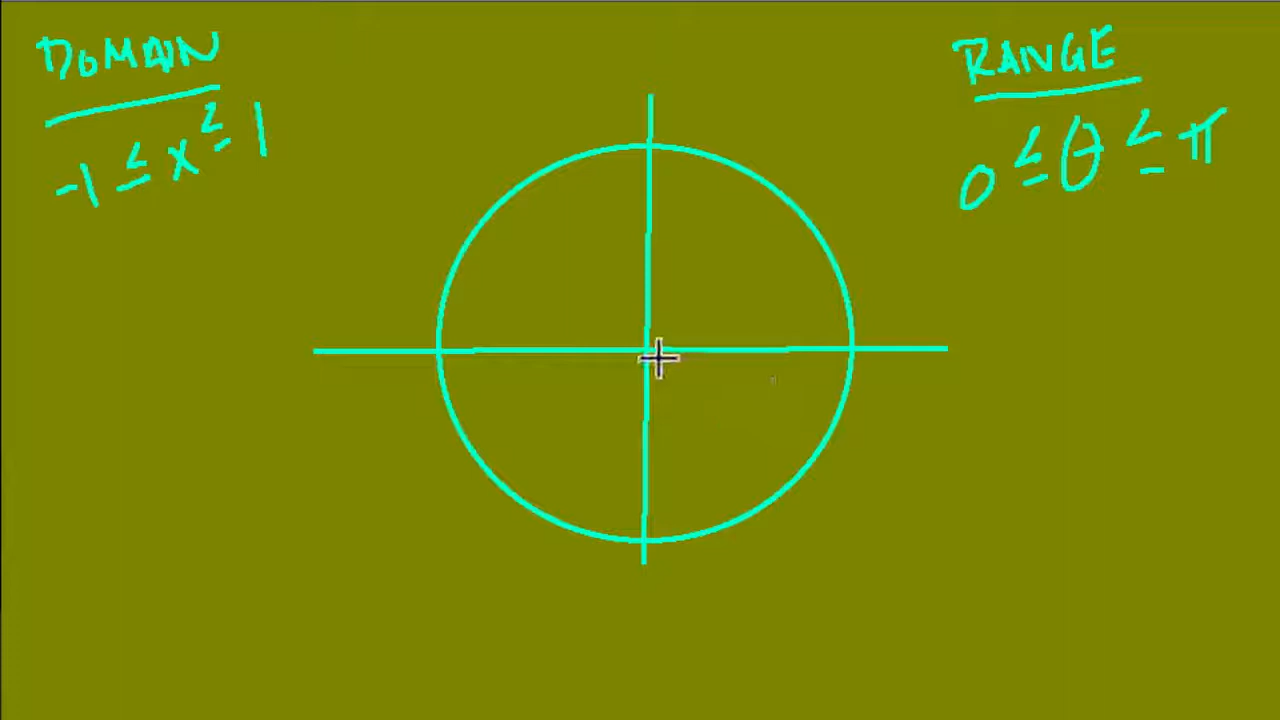 DOMAIN
-1 ≤ x ≤ 1
RANGE
0 ≤ θ ≤ π